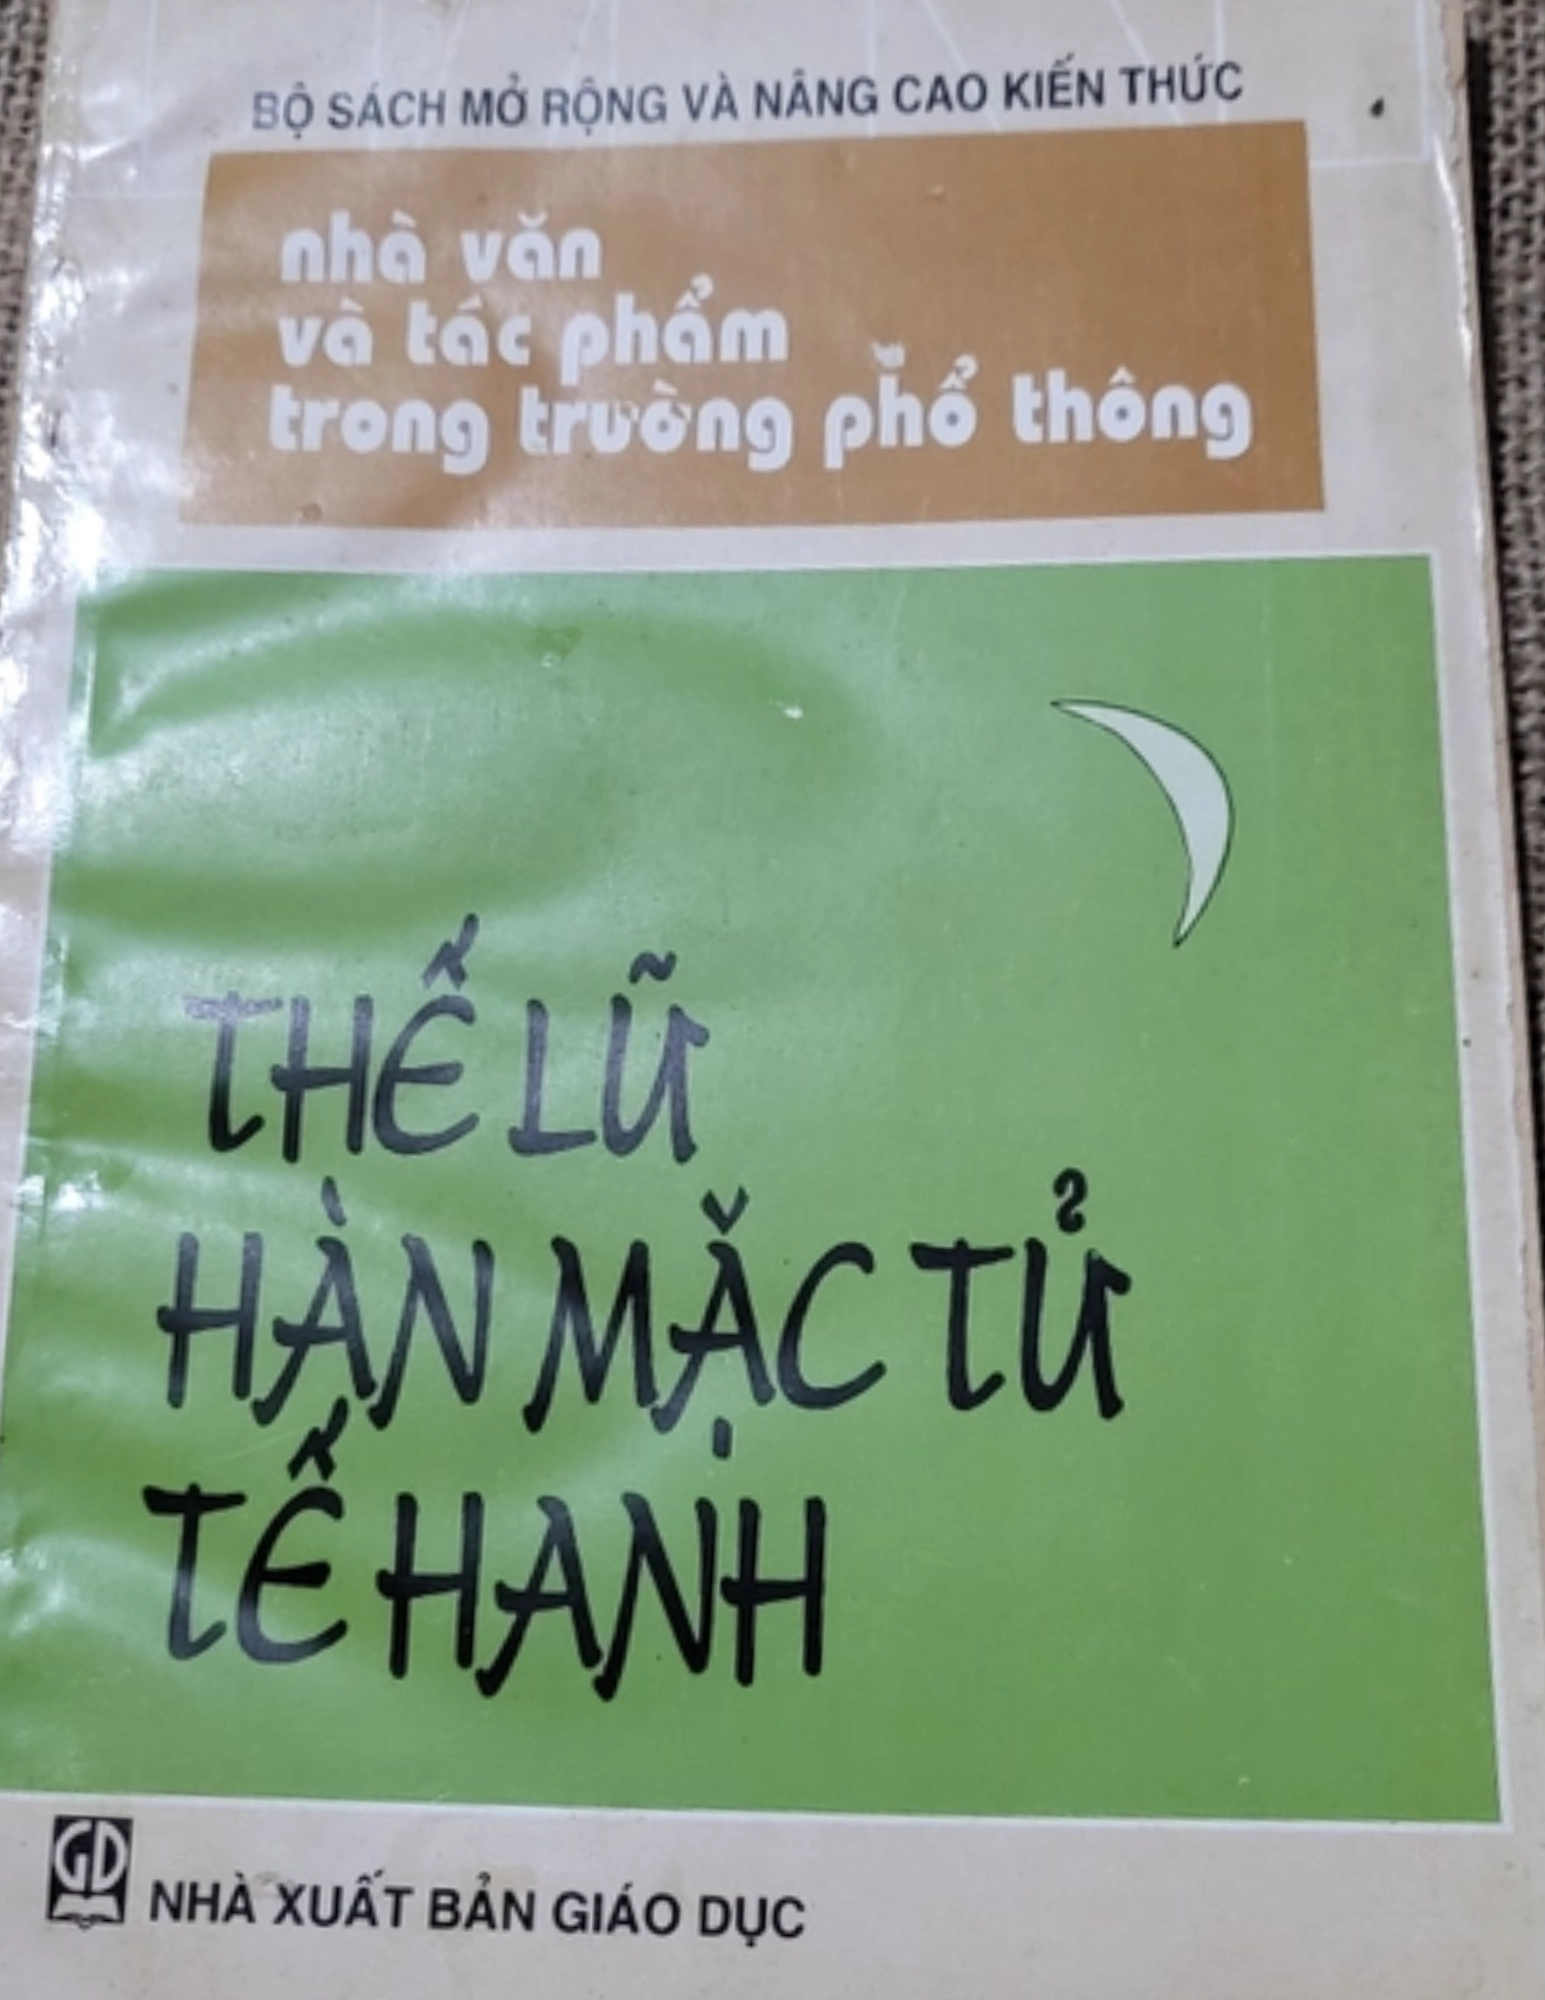 BỘ SÁCH MỞ RỘNG VÀ NÂNG CAO KIẾN THỨC
nhà văn
và tác phẩm
trong trường phổ thông
THẾ LỮ
HÀN MẶC TỬ
TẾ HANH
GD
NHÀ XUẤT BẢN GIÁO DỤC